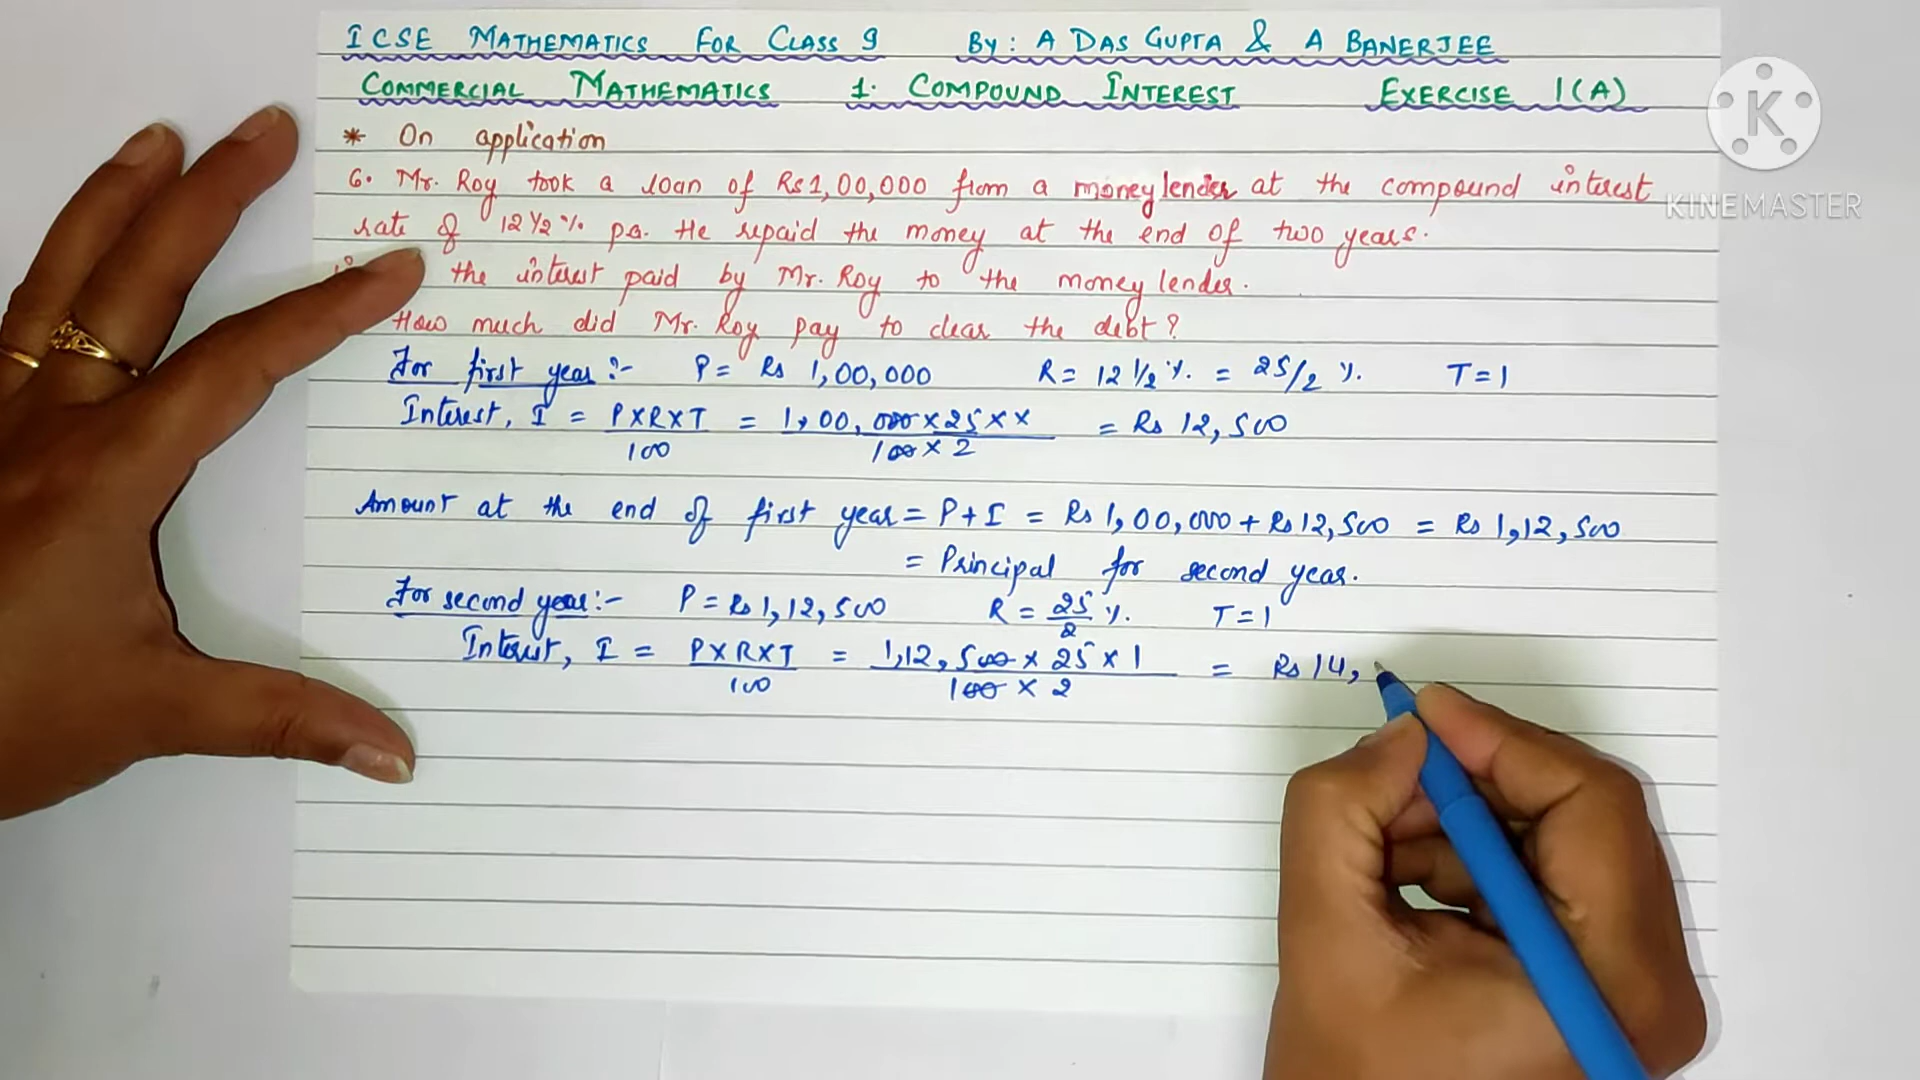 ICSE MATHEMATICS FOR CLASS 9 BY: A DAS GUPTA & A BANERJEE
COMMERCIAL MATHEMATICS 1. COMPOUND INTEREST EXERCISE 1(A)
* On application
6. Mr. Roy took a loan of Rs 1,00,000 from a moneylender at the compound interest
rate of 12 1/2 % pa. He repaid the money at the end of two years.
the interest paid by Mr. Roy to the money lender.
How much did Mr. Roy pay to clear the debt?
For first year :- P = Rs 1,00,000 R = 12 1/2 %. = 25/2 %. T = 1
Interest, I = P×R×T/100 = 1,00,000 × 25 × ×/100 × 2 = Rs 12,500
Amount at the end of first year = P+I = Rs 1,00,000 + Rs 12,500 = Rs 1,12,500
= Principal for second year.
For second year :- P = Rs 1,12,500 R = 25/2 %. T = 1
Interest, I = P×R×T/100 = 1,12,500 × 25 × 1/100 × 2 = Rs 14,
K
KINEMASTER